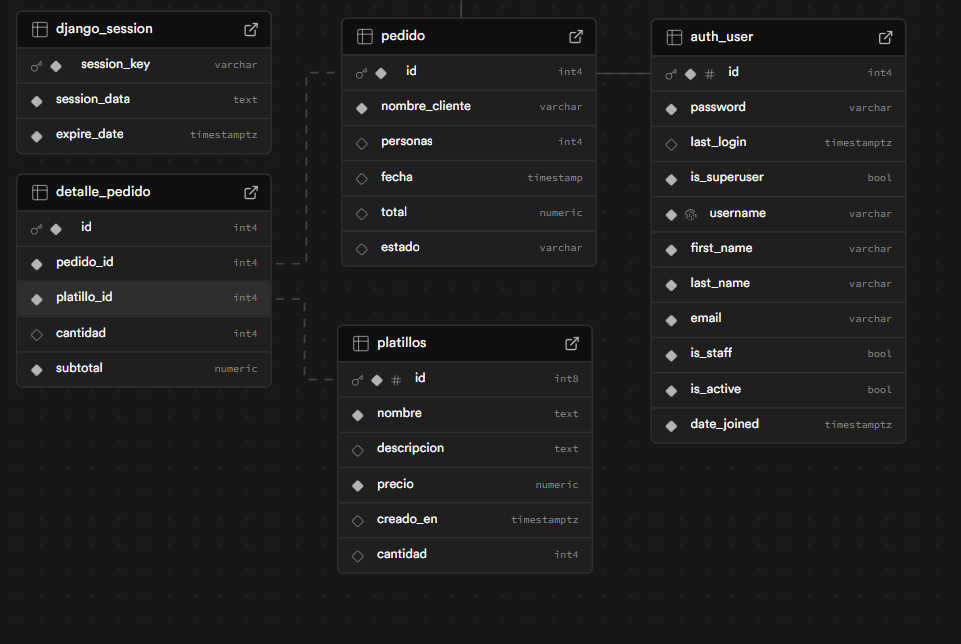 django_session
session_key varchar
session_data text
expire_date timestamptz
detalle_pedido
id int4
pedido_id int4
platillo_id int4
cantidad int4
subtotal numeric
pedido
id int4
nombre_cliente varchar
personas int4
fecha timestamp
total numeric
estado varchar
platillos
# id int8
nombre text
descripcion text
precio numeric
creado_en timestamptz
cantidad int4
auth_user
# id int4
password varchar
last_login timestamptz
is_superuser bool
username varchar
first_name varchar
last_name varchar
email varchar
is_staff bool
is_active bool
date_joined timestamptz